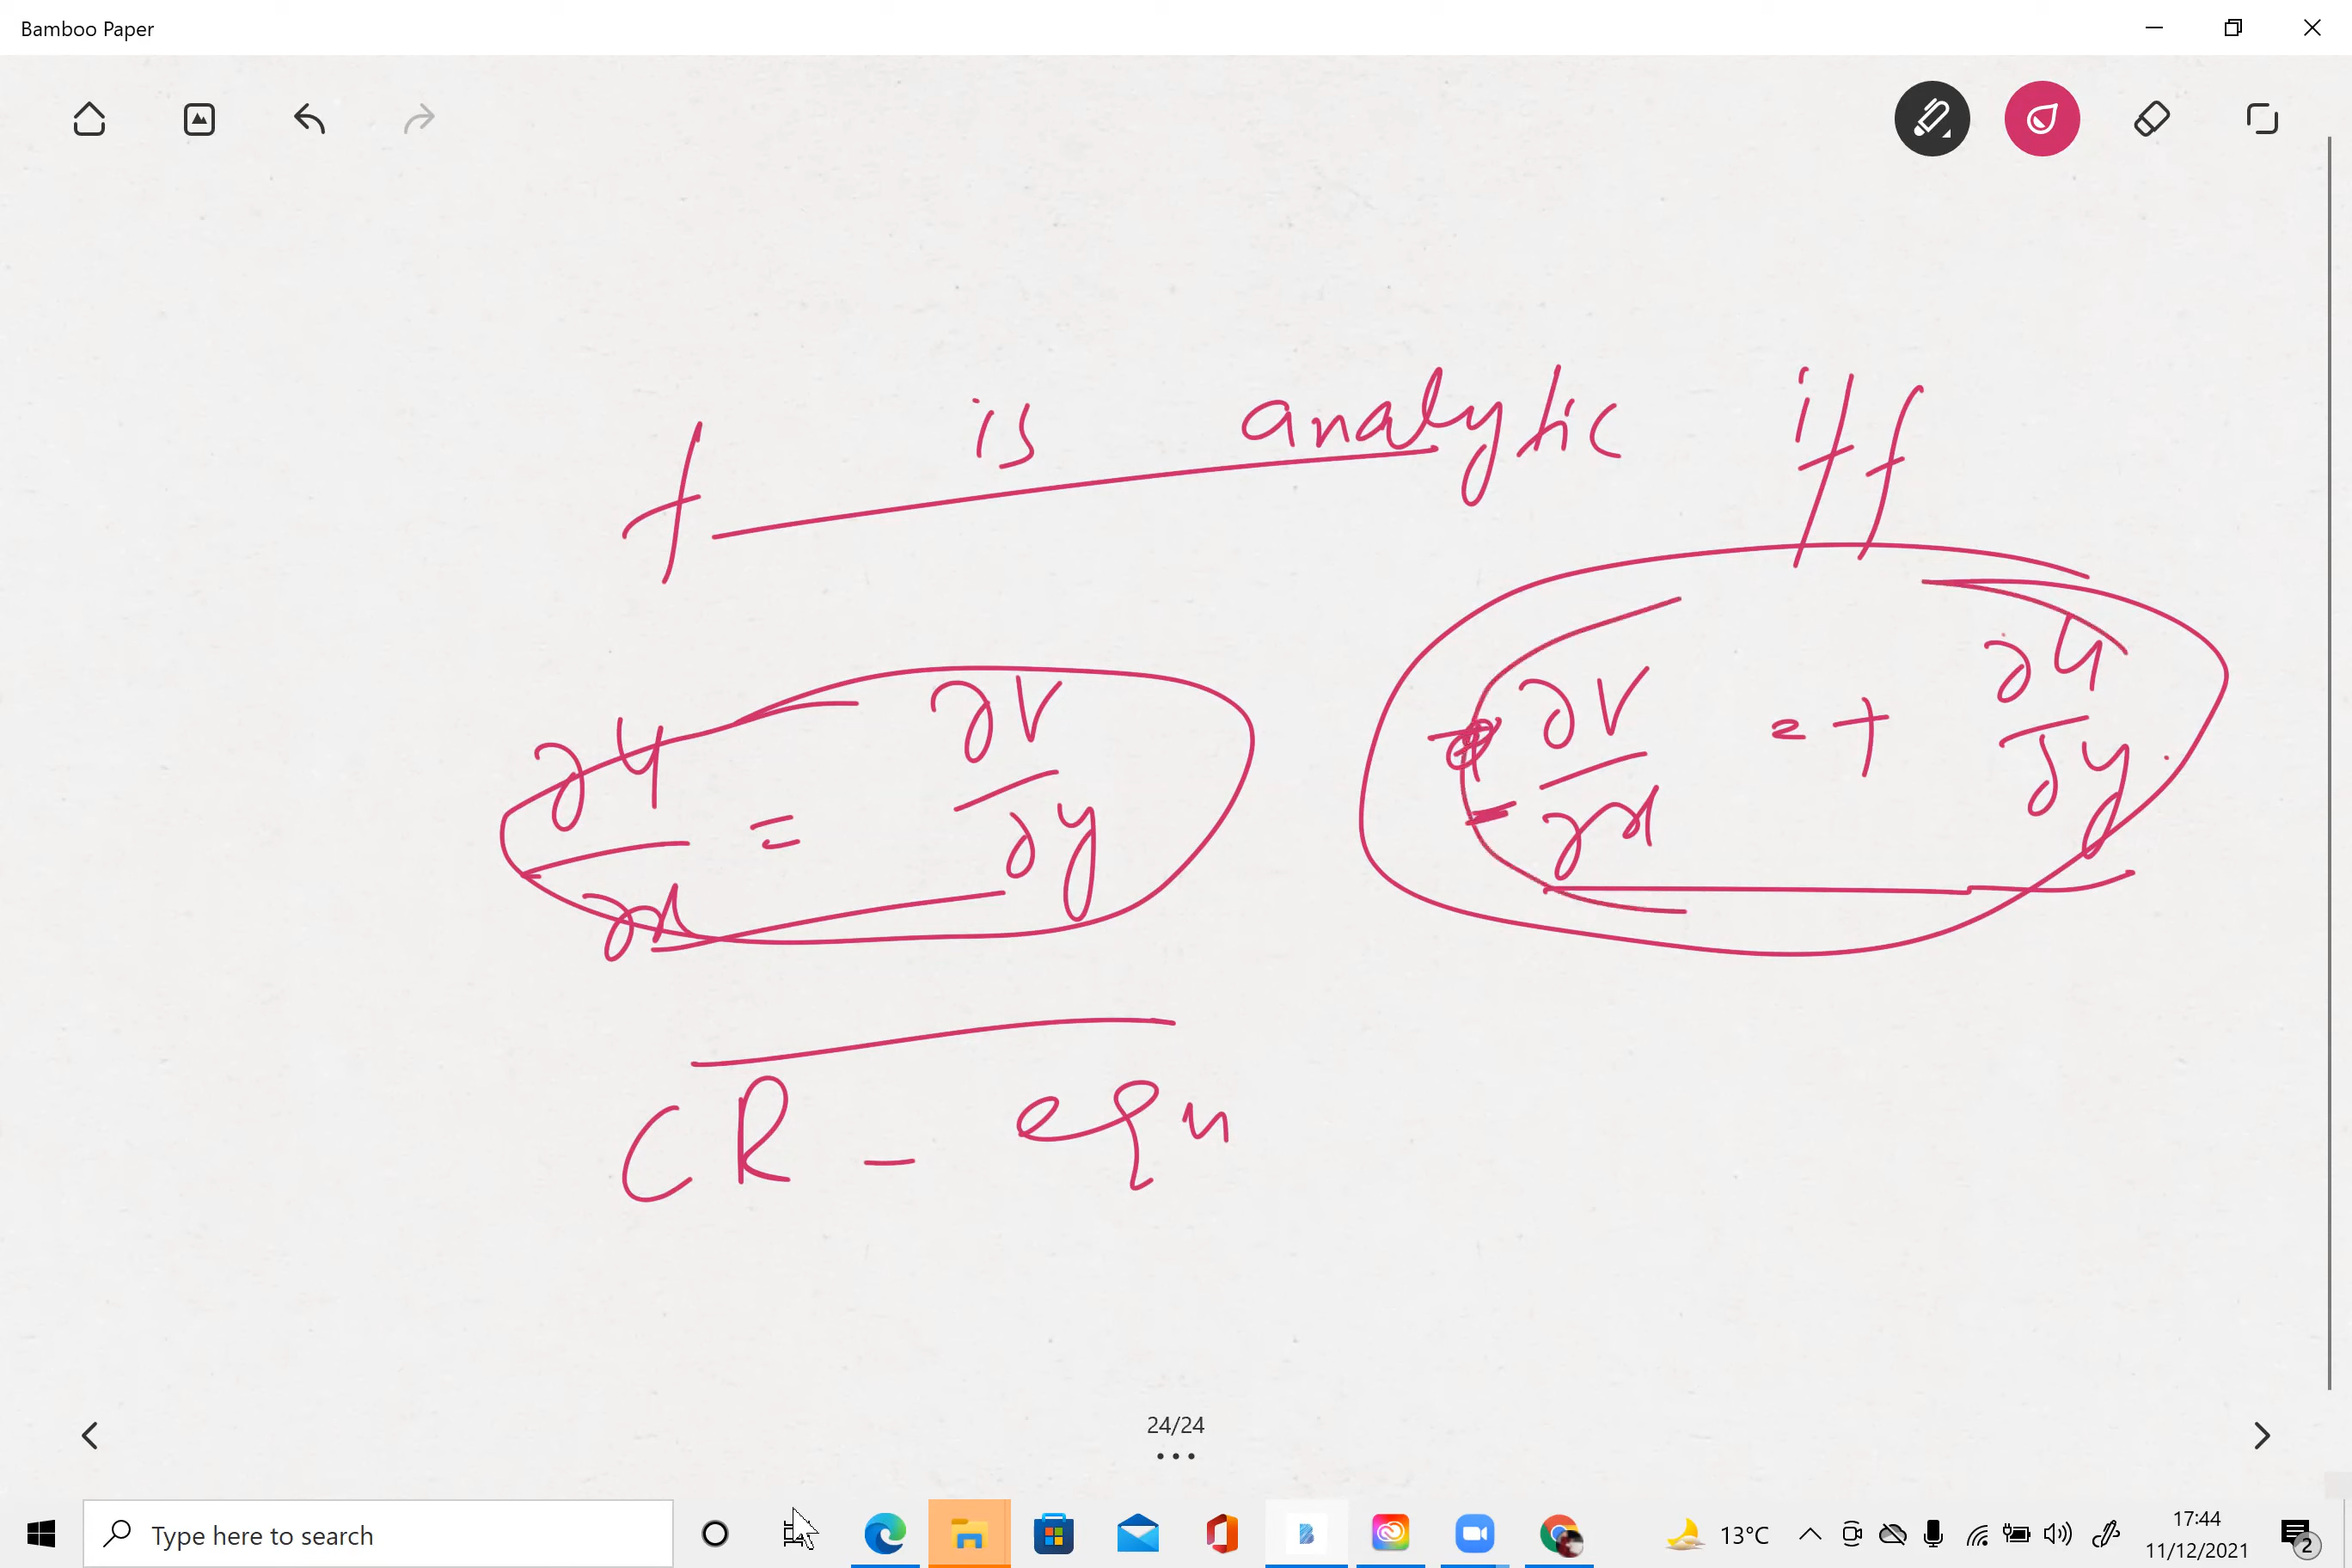 Bamboo Paper
f is analytic iff
∂u/∂x = ∂v/∂y
- ∂v/∂x = + ∂u/∂y
CR - eqn
24/24
Type here to search
13°C
17:44
11/12/2021
2